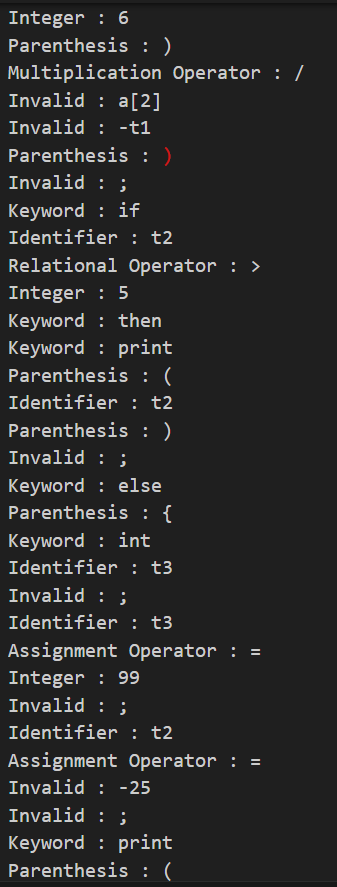 Integer : 6
Parenthesis : )
Multiplication Operator : /
Invalid : a[2]
Invalid : -t1
Parenthesis : )
Invalid : ;
Keyword : if
Identifier : t2
Relational Operator : >
Integer : 5
Keyword : then
Keyword : print
Parenthesis : (
Identifier : t2
Parenthesis : )
Invalid : ;
Keyword : else
Parenthesis : {
Keyword : int
Identifier : t3
Invalid : ;
Identifier : t3
Assignment Operator : =
Integer : 99
Invalid : ;
Identifier : t2
Assignment Operator : =
Invalid : -25
Invalid : ;
Keyword : print
Parenthesis : (